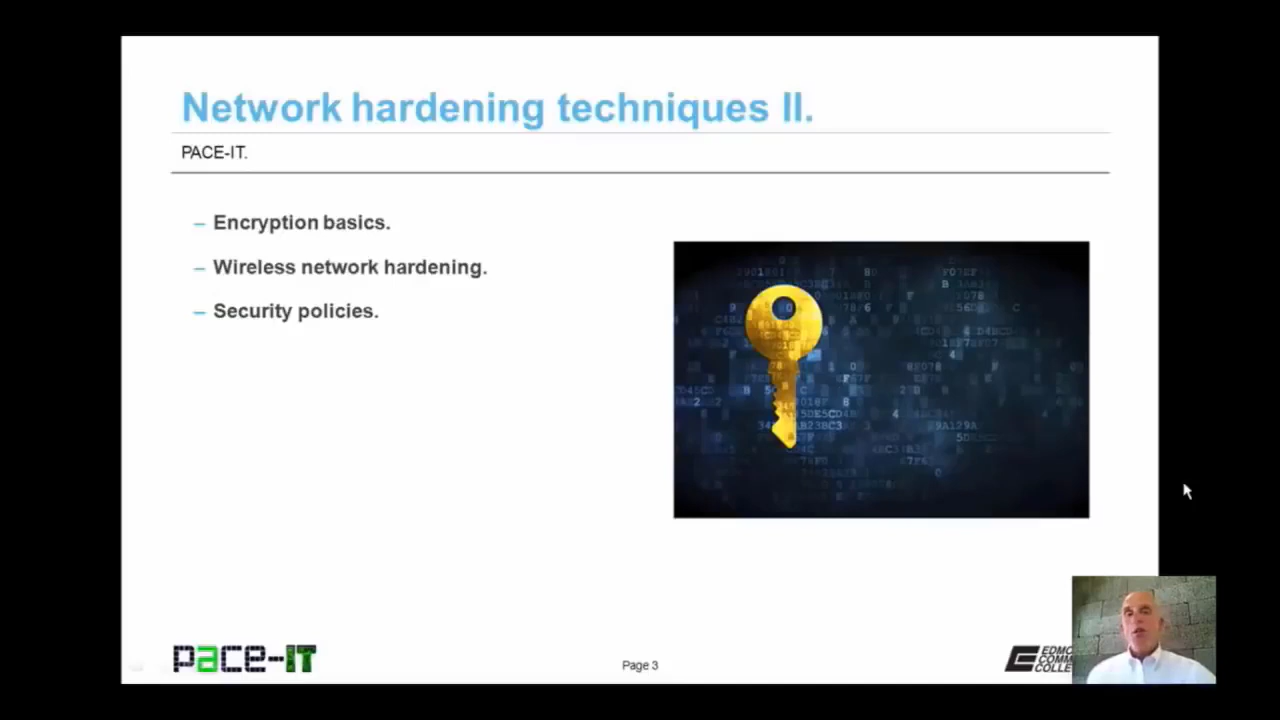 Network hardening techniques II.
PACE-IT.
– Encryption basics.
– Wireless network hardening.
– Security policies.
pace-IT
Page 3